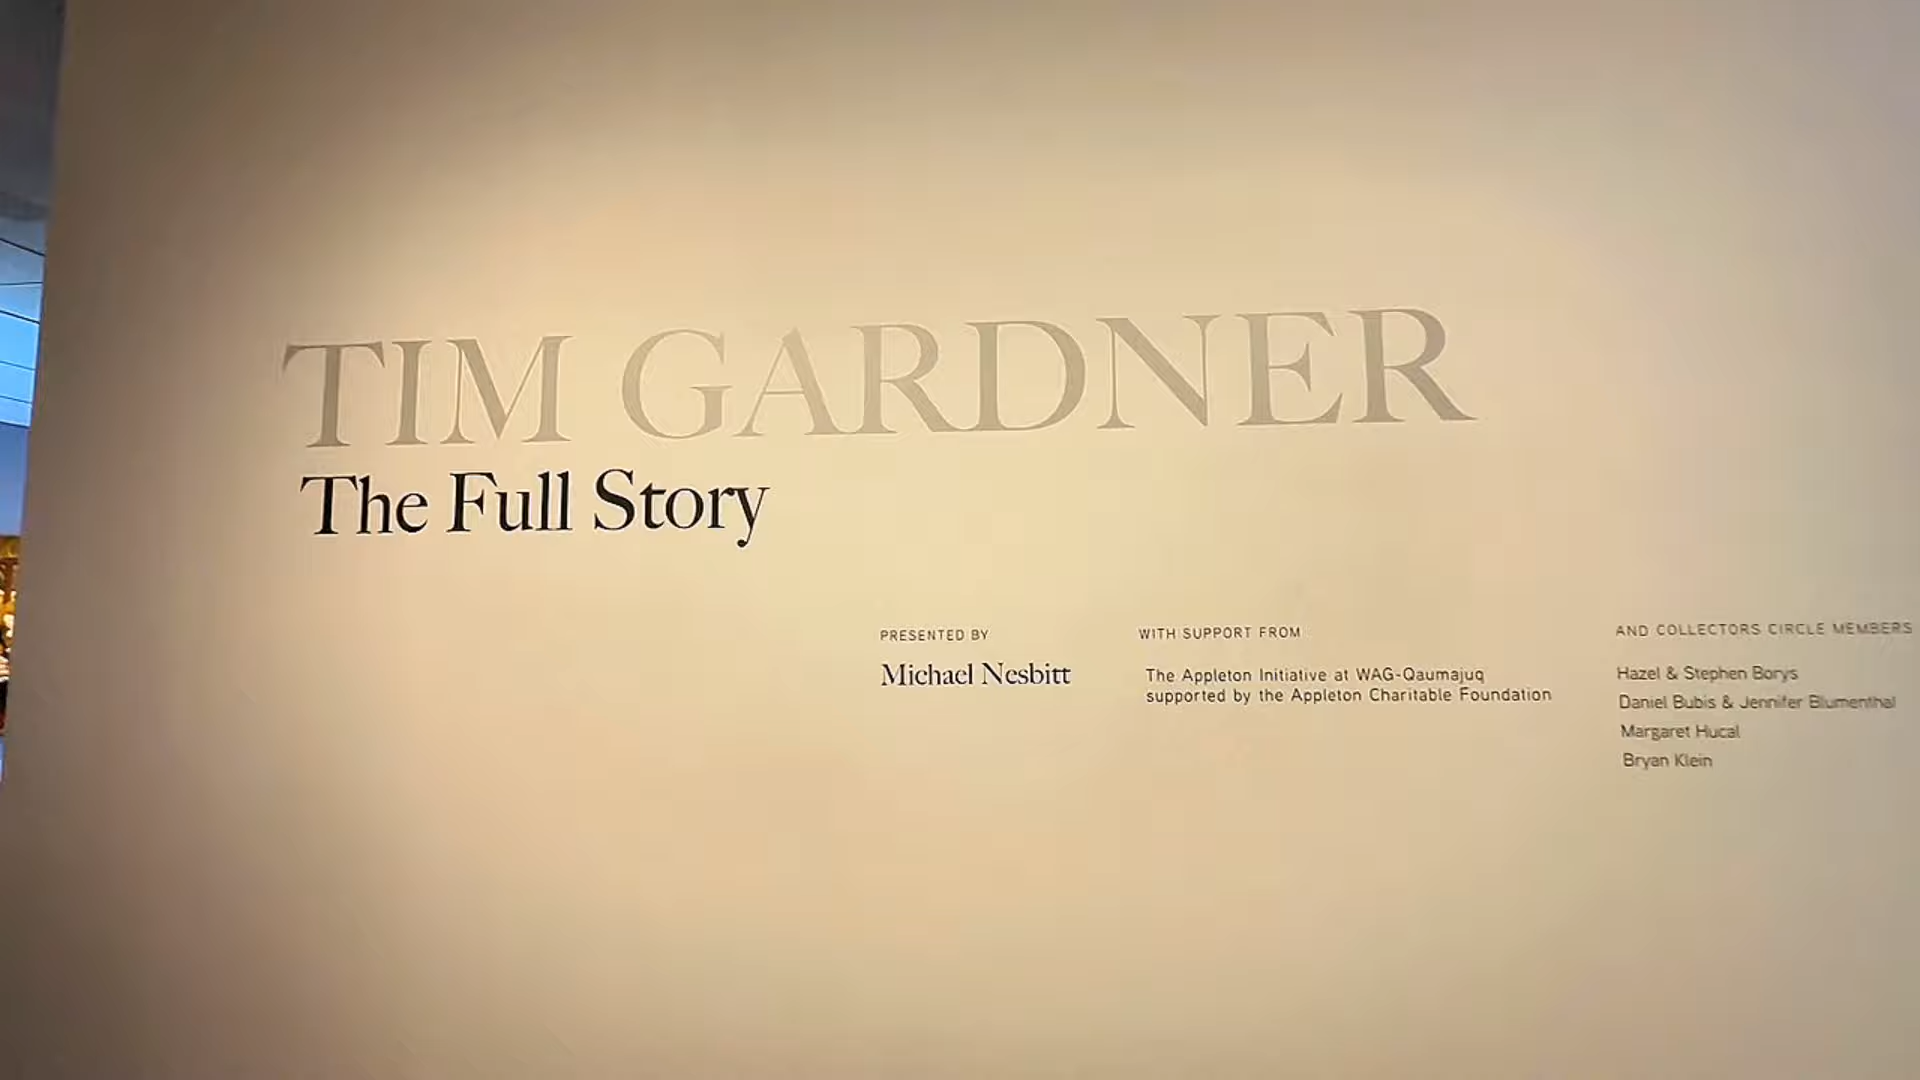 TIM GARDNER
The Full Story
PRESENTED BY
Michael Nesbitt
WITH SUPPORT FROM
The Appleton Initiative at WAG-Qaumajuq
supported by the Appleton Charitable Foundation
AND COLLECTORS CIRCLE MEMBERS
Hazel & Stephen Borys
Daniel Bubis & Jennifer Blumenthal
Margaret Hucal
Bryan Klein